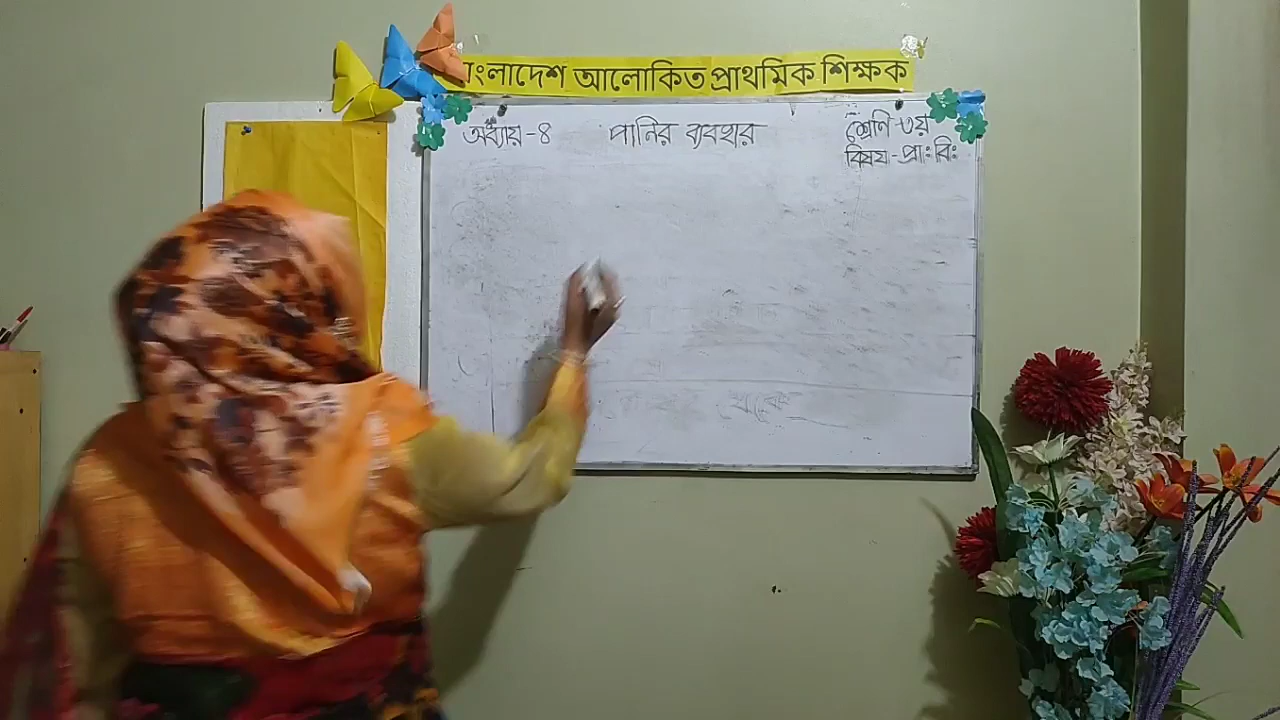 বাংলাদেশ আলোকিত প্রাথমিক শিক্ষক
অধ্যায়-৪
পানির ব্যবহার
শ্রেণি-৩য়
বিষয়-প্রা:বি: